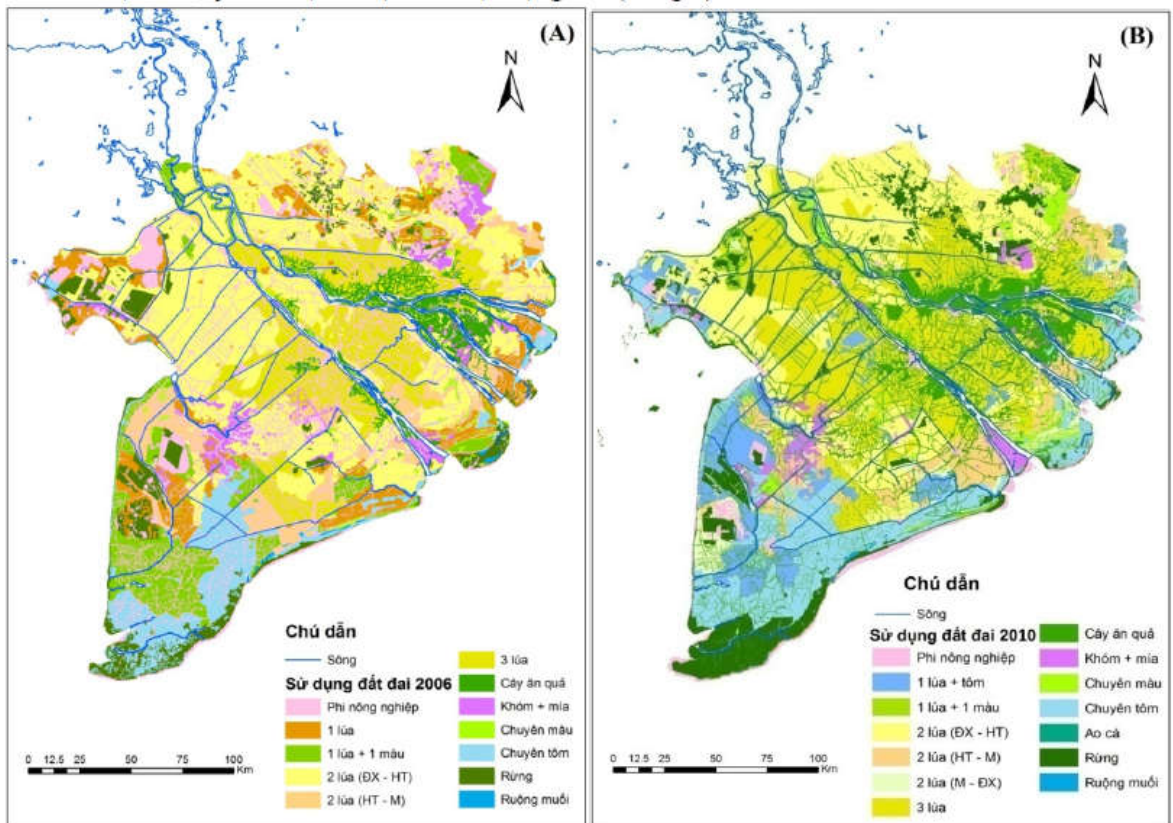 (A)
N
Chú dẫn
Sông
Sử dụng đất đai 2006
Phi nông nghiệp
1 lúa
1 lúa + 1 màu
2 lúa (ĐX - HT)
2 lúa (HT - M)
3 lúa
Cây ăn quả
Khóm + mía
Chuyên màu
Chuyên tôm
Rừng
Ruộng muối
0 12.5 25 50 75 100
Km
(B)
N
Chú dẫn
Sông
Sử dụng đất đai 2010
Phi nông nghiệp
1 lúa + tôm
1 lúa + 1 màu
2 lúa (ĐX - HT)
2 lúa (HT - M)
2 lúa (M - ĐX)
3 lúa
Cây ăn quả
Khóm + mía
Chuyên màu
Chuyên tôm
Ao cá
Rừng
Ruộng muối
0 12.5 25 50 75 100
Km